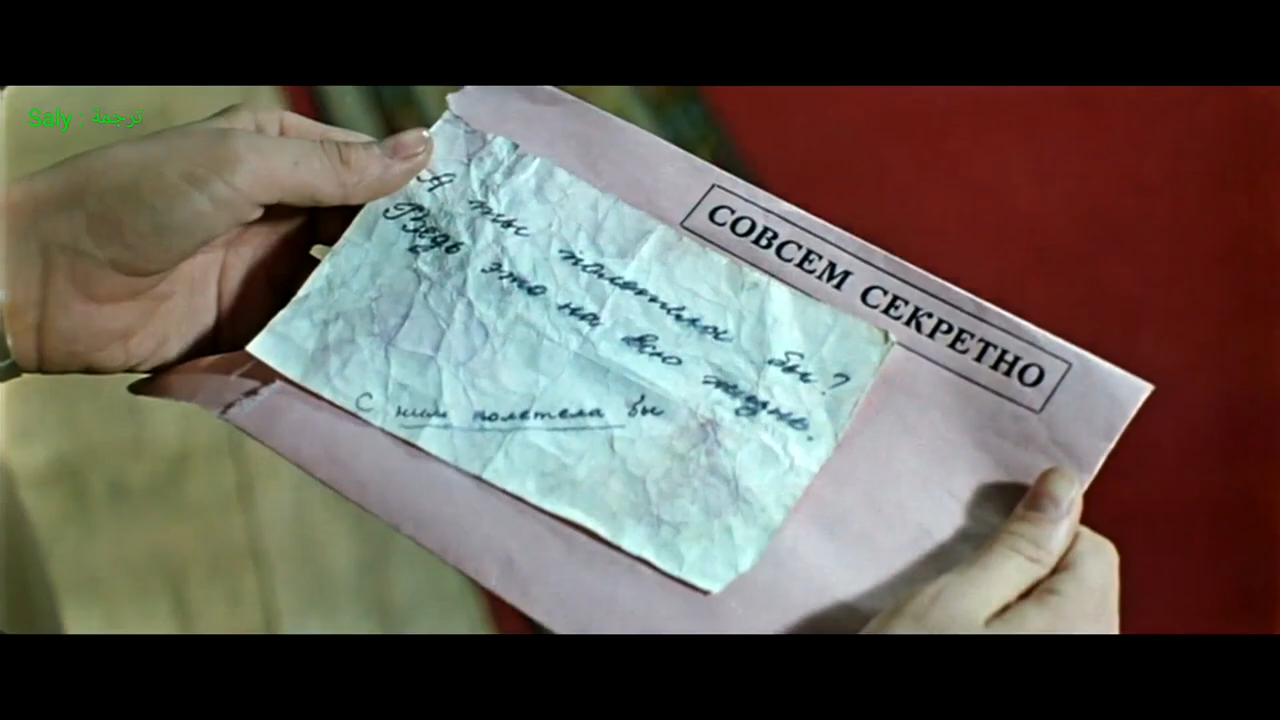 Saly : ترجمة
СОВСЕМ СЕКРЕТНО
А ты полетела бы?
Ведь это на всю жизнь.
С ним полетела бы